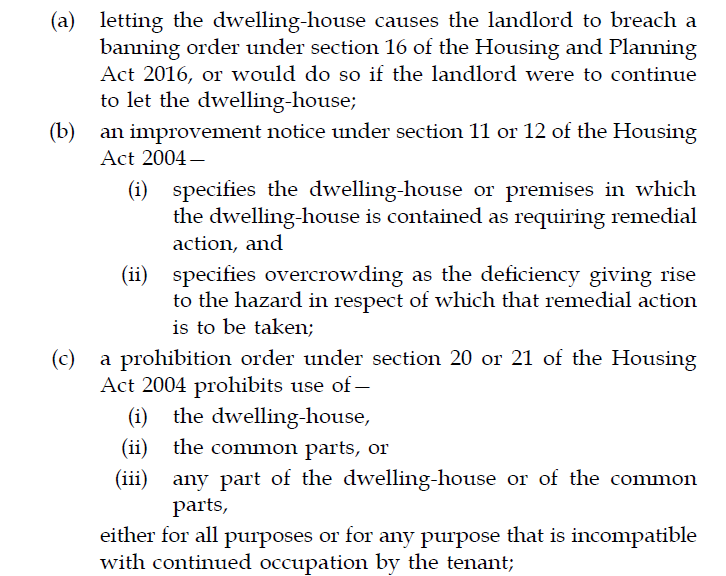 (a) letting the dwelling-house causes the landlord to breach a
banning order under section 16 of the Housing and Planning
Act 2016, or would do so if the landlord were to continue
to let the dwelling-house;
(b) an improvement notice under section 11 or 12 of the Housing
Act 2004—
(i) specifies the dwelling-house or premises in which
the dwelling-house is contained as requiring remedial
action, and
(ii) specifies overcrowding as the deficiency giving rise
to the hazard in respect of which that remedial action
is to be taken;
(c) a prohibition order under section 20 or 21 of the Housing
Act 2004 prohibits use of—
(i) the dwelling-house,
(ii) the common parts, or
(iii) any part of the dwelling-house or of the common
parts,
either for all purposes or for any purpose that is incompatible
with continued occupation by the tenant;